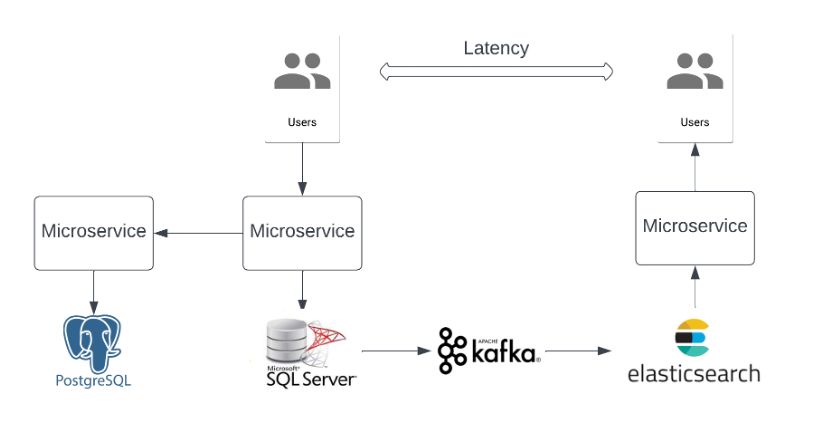 Latency
Users
Users
Microservice
Microservice
Microservice
PostgreSQL
Microsoft®
SQL Server
APACHE
kafka®
elasticsearch